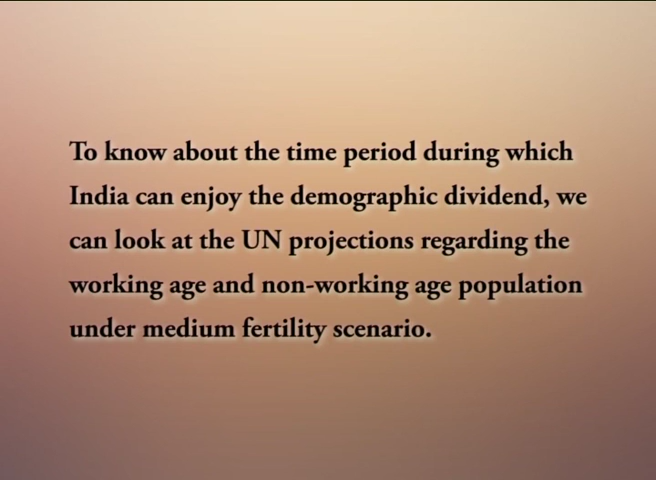 To know about the time period during which
India can enjoy the demographic dividend, we
can look at the UN projections regarding the
working age and non-working age population
under medium fertility scenario.